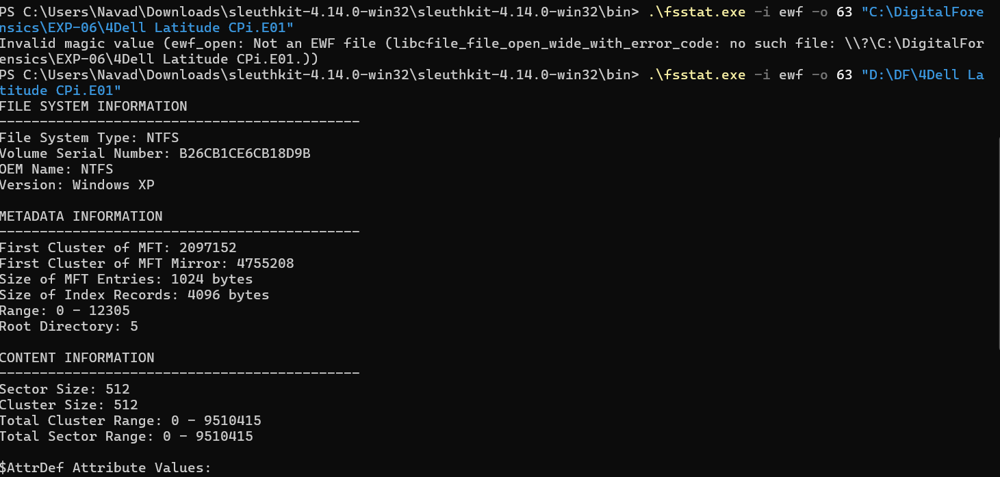 PS C:\Users\Navad\Downloads\sleuthkit-4.14.0-win32\sleuthkit-4.14.0-win32\bin> .\fsstat.exe -i ewf -o 63 "C:\DigitalFore
nsics\EXP-06\4Dell Latitude CPi.E01"
Invalid magic value (ewf_open: Not an EWF file (libcfile_file_open_wide_with_error_code: no such file: \\?\C:\DigitalFor
ensics\EXP-06\4Dell Latitude CPi.E01.))
PS C:\Users\Navad\Downloads\sleuthkit-4.14.0-win32\sleuthkit-4.14.0-win32\bin> .\fsstat.exe -i ewf -o 63 "D:\DF\4Dell La
titude CPi.E01"
FILE SYSTEM INFORMATION
--------------------------------------------
File System Type: NTFS
Volume Serial Number: B26CB1CE6CB18D9B
OEM Name: NTFS
Version: Windows XP

METADATA INFORMATION
--------------------------------------------
First Cluster of MFT: 2097152
First Cluster of MFT Mirror: 4755208
Size of MFT Entries: 1024 bytes
Size of Index Records: 4096 bytes
Range: 0 - 12305
Root Directory: 5

CONTENT INFORMATION
--------------------------------------------
Sector Size: 512
Cluster Size: 512
Total Cluster Range: 0 - 9510415
Total Sector Range: 0 - 9510415

$AttrDef Attribute Values: